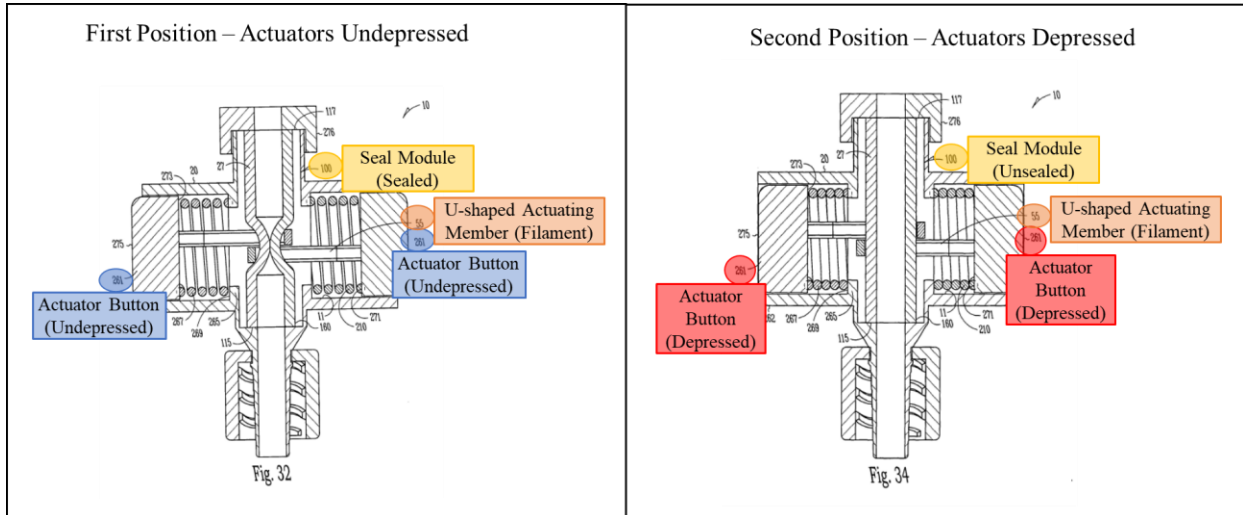 First Position – Actuators Undepressed
117
10
276
27
Seal Module
(Sealed)
100
20
273
55
U-shaped Actuating
Member (Filament)
275
261
Actuator Button
(Undepressed)
261
Actuator Button
(Undepressed)
267
269
265
11
271
210
160
115
Fig. 32
Second Position – Actuators Depressed
117
10
276
27
Seal Module
(Unsealed)
100
20
273
55
U-shaped Actuating
Member (Filament)
275
261
Actuator
Button
(Depressed)
261
Actuator
Button
(Depressed)
262
267
269
265
11
271
210
160
115
Fig. 34